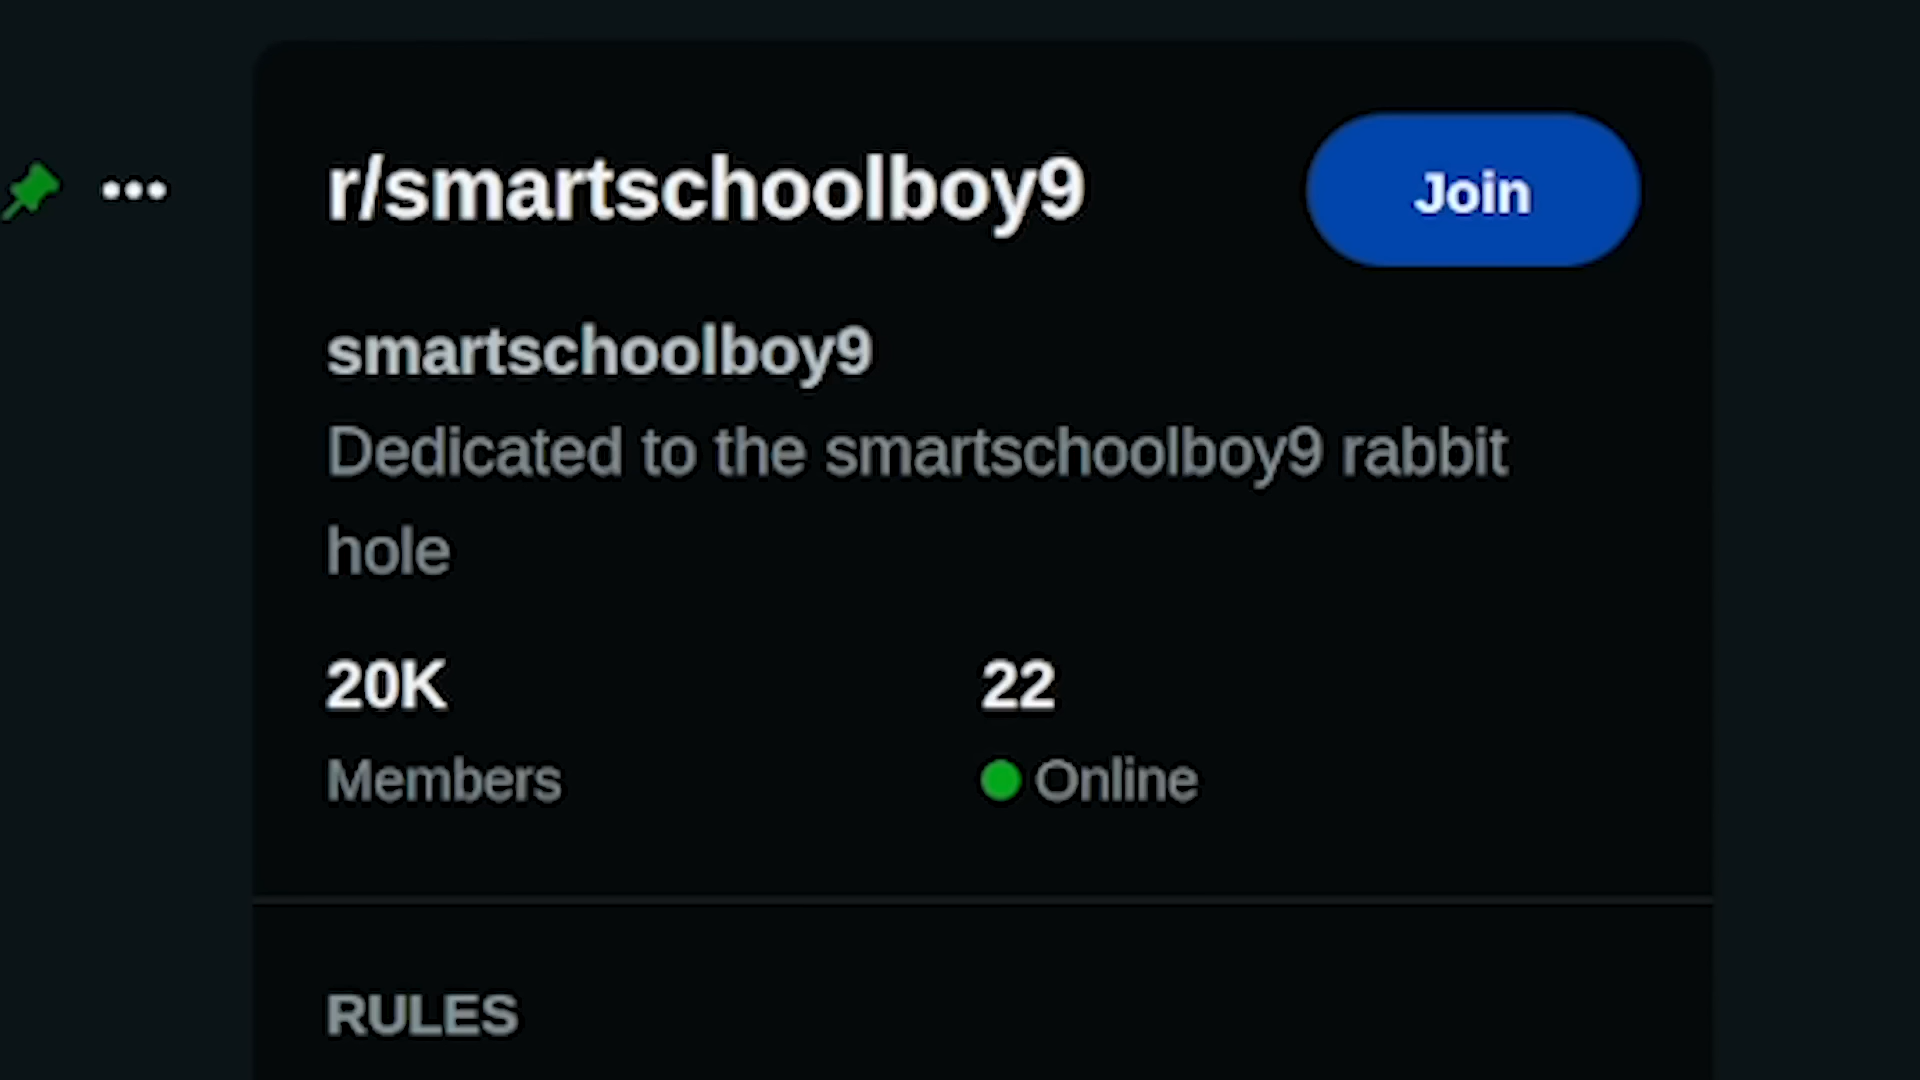 r/smartschoolboy9
Join
smartschoolboy9
Dedicated to the smartschoolboy9 rabbit
hole
20K
22
Members
Online
RULES